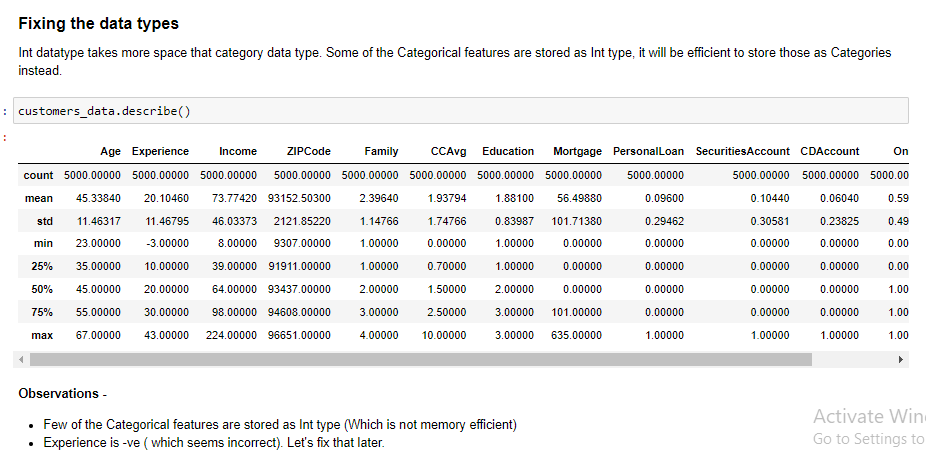 Fixing the data types
Int datatype takes more space that category data type. Some of the Categorical features are stored as Int type, it will be efficient to store those as Categories
instead.
: customers_data.describe()
:
Age Experience Income ZIPCode Family CCAvg Education Mortgage PersonalLoan SecuritiesAccount CDAccount On
count 5000.00000 5000.00000 5000.00000 5000.00000 5000.00000 5000.00000 5000.00000 5000.00000 5000.00000 5000.00000 5000.00000 5000.00
mean 45.33840 20.10460 73.77420 93152.50300 2.39640 1.93794 1.88100 56.49880 0.09600 0.10440 0.06040 0.59
std 11.46317 11.46795 46.03373 2121.85220 1.14766 1.74766 0.83987 101.71380 0.29462 0.30581 0.23825 0.49
min 23.00000 -3.00000 8.00000 9307.00000 1.00000 0.00000 1.00000 0.00000 0.00000 0.00000 0.00000 0.00
25% 35.00000 10.00000 39.00000 91911.00000 1.00000 0.70000 1.00000 0.00000 0.00000 0.00000 0.00000 0.00
50% 45.00000 20.00000 64.00000 93437.00000 2.00000 1.50000 2.00000 0.00000 0.00000 0.00000 0.00000 1.00
75% 55.00000 30.00000 98.00000 94608.00000 3.00000 2.50000 3.00000 101.00000 0.00000 0.00000 0.00000 1.00
max 67.00000 43.00000 224.00000 96651.00000 4.00000 10.00000 3.00000 635.00000 1.00000 1.00000 1.00000 1.00
Observations -
• Few of the Categorical features are stored as Int type (Which is not memory efficient)
• Experience is -ve ( which seems incorrect). Let's fix that later.
Activate Win
Go to Settings to